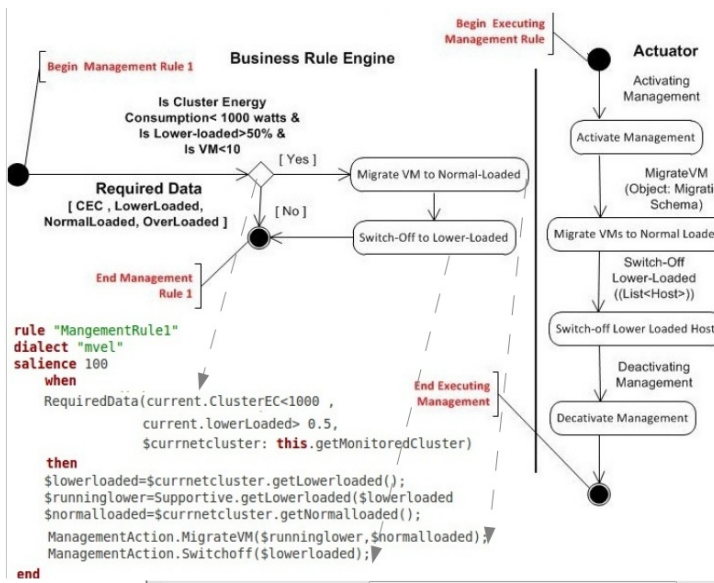 Begin Executing
Management Rule
Actuator
Business Rule Engine
Begin Management Rule 1
Activating
Management
Is Cluster Energy
Consumption< 1000 watts &
Is Lower-loaded>50% &
Is VM<10
Activate Management
[ Yes ]
Migrate VM to Normal-Loaded
MigrateVM
(Object: Migratic
Schema)
Required Data
[ CEC , LowerLoaded,
NormalLoaded, OverLoaded ]
[ No ]
Switch-Off to Lower-Loaded
Migrate VMs to Normal Loade
End Management
Rule 1
Switch-Off
Lower-Loaded
((List<Host>))
Switch-off Lower Loaded Host
rule "MangementRule1"
dialect "mvel"
salience 100
when
RequiredData(current.ClusterEC<1000 ,
current.lowerLoaded> 0.5,
$currnetcluster: this.getMonitoredCluster)
then
$lowerloaded=$currnetcluster.getLowerloaded();
$runninglower=Supportive.getLowerloaded($lowerloaded
$normalloaded=$currnetcluster.getNormalloaded();
ManagementAction.MigrateVM($runninglower,$normalloaded);
ManagementAction.Switchoff($lowerloaded);
end
Deactivating
Management
End Executing
Management
Decativate Management